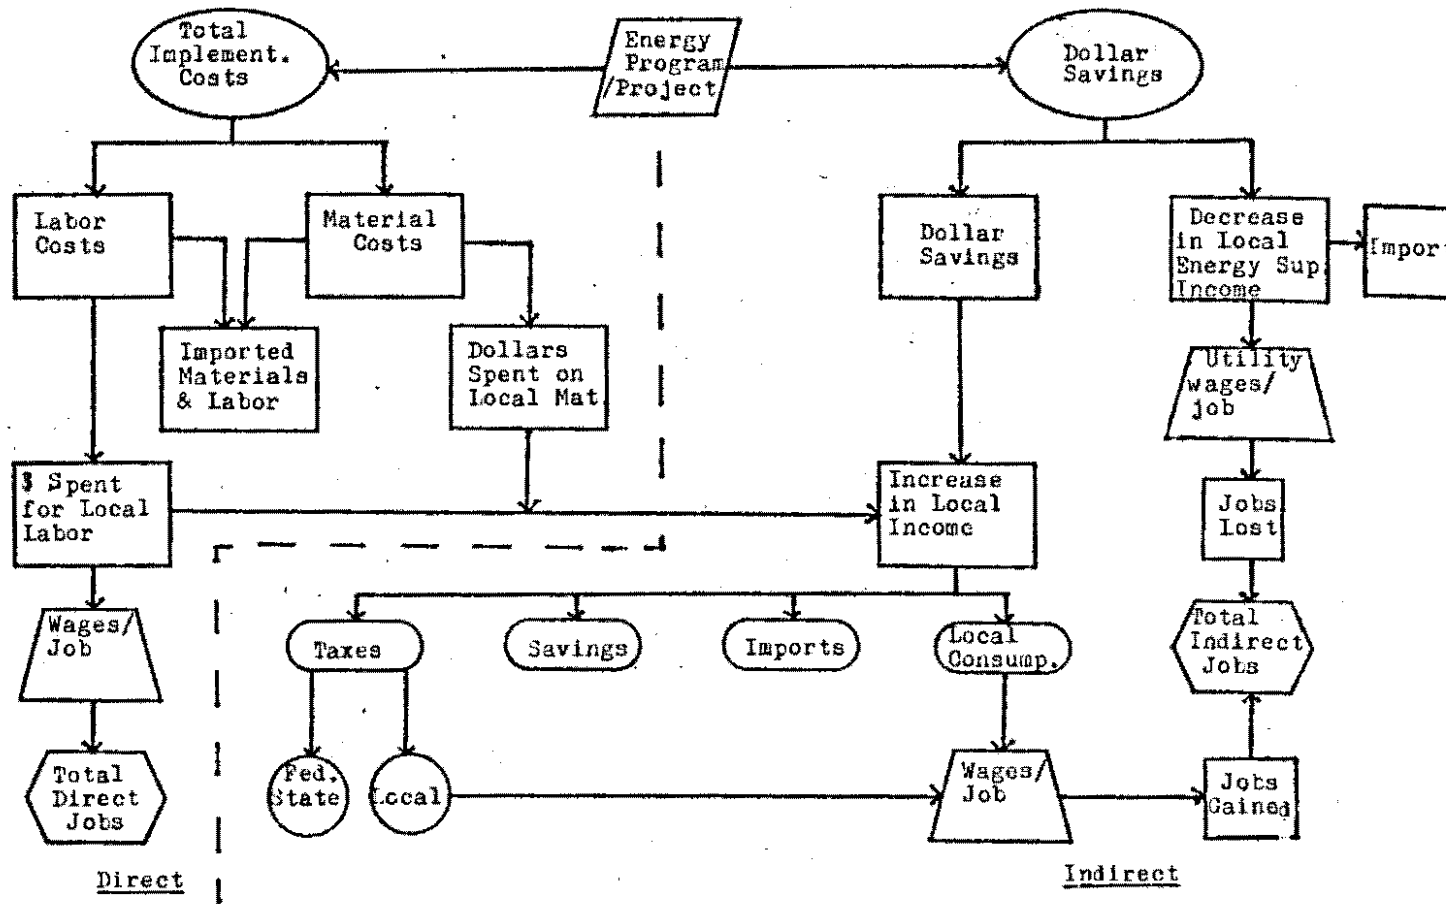 Total
Implement.
Costs
Energy
Program
/Project
Dollar
Savings
Labor
Costs
Material
Costs
Dollar
Savings
Decrease
in Local
Energy Sup
Income
Impor
Imported
Materials
& Labor
Dollars
Spent on
Local Mat.
Utility
wages/
job
$ Spent
for Local
Labor
Increase
in Local
Income
Jobs
Lost
Wages/
Job
Taxes
Savings
Imports
Local
Consump.
Total
Indirect
Jobs
Total
Direct
Jobs
Fed.
State
Local
Wages/
Job
Jobs
Gained
Direct
Indirect